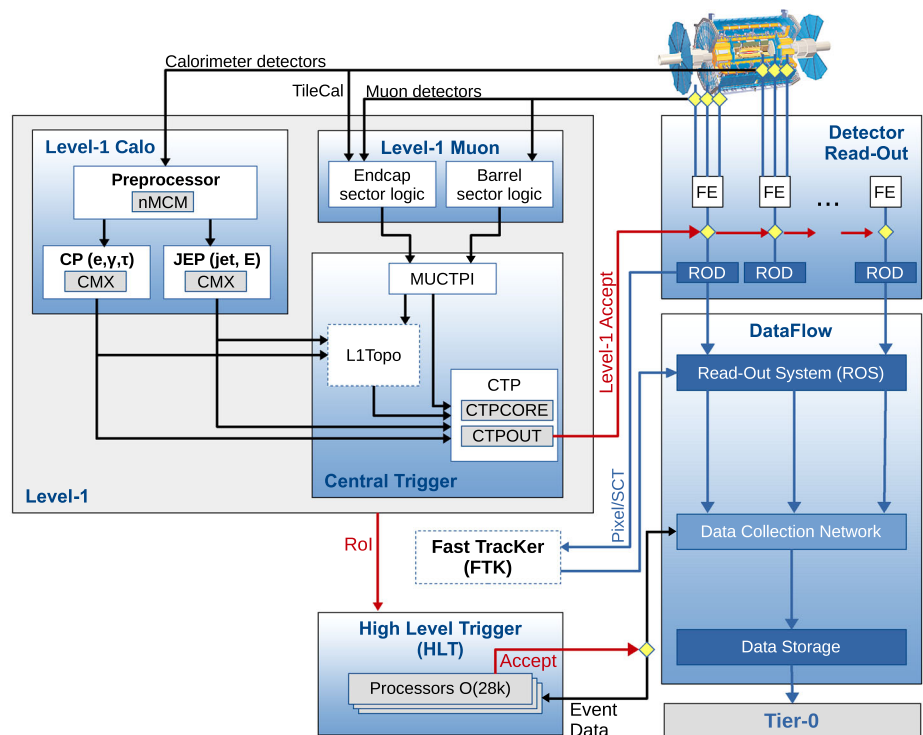 Calorimeter detectors
TileCal
Muon detectors
Level-1 Calo
Preprocessor
nMCM
CP (e,γ,τ)
CMX
JEP (jet, E)
CMX
Level-1 Muon
Endcap
sector logic
Barrel
sector logic
MUCTPI
L1Topo
CTP
CTPCORE
CTPOUT
Central Trigger
Level-1
Level-1 Accept
Detector
Read-Out
FE
FE
...
FE
ROD
ROD
ROD
DataFlow
Read-Out System (ROS)
Data Collection Network
Data Storage
Tier-0
Pixel/SCT
RoI
Fast TracKer
(FTK)
High Level Trigger
(HLT)
Accept
Processors O(28k)
Event
Data